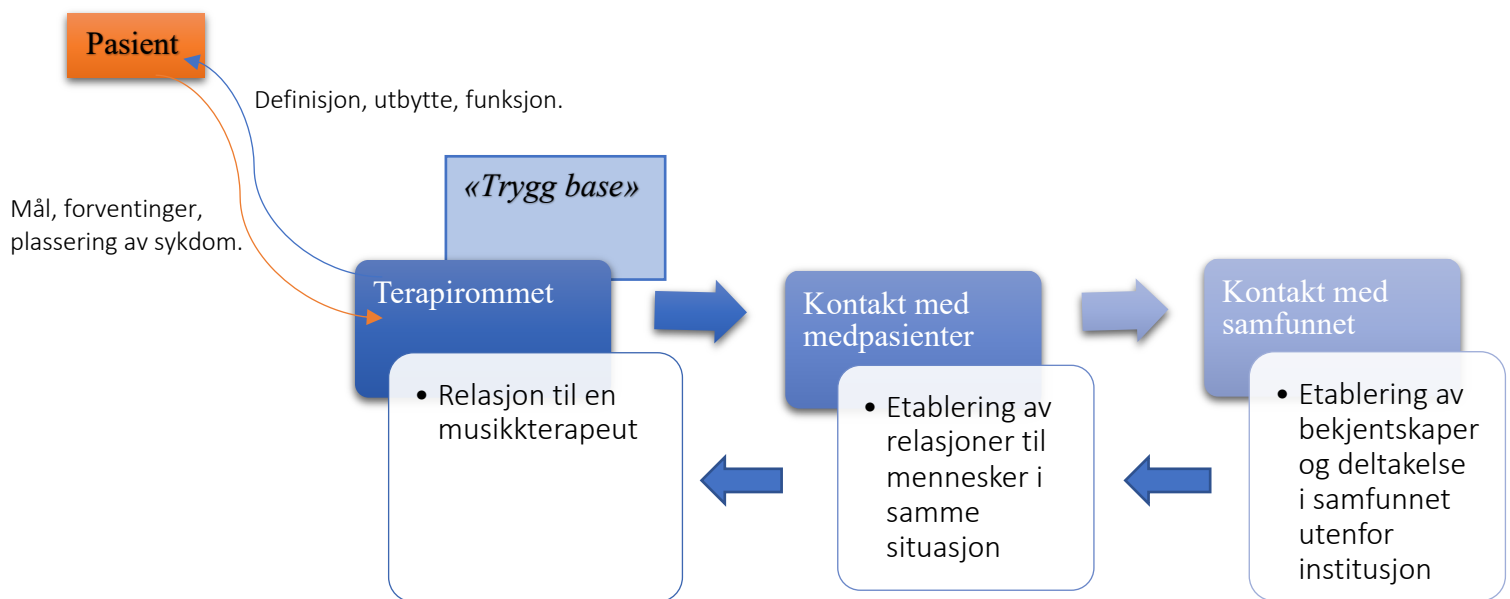 Pasient
Definisjon, utbytte, funksjon.
Mål, forventinger,
plassering av sykdom.
«Trygg base»
Terapirommet
• Relasjon til en
musikkterapeut
Kontakt med
medpasienter
• Etablering av
relasjoner til
mennesker i
samme
situasjon
Kontakt med
samfunnet
• Etablering av
bekjentskaper
og deltakelse
i samfunnet
utenfor
institusjon